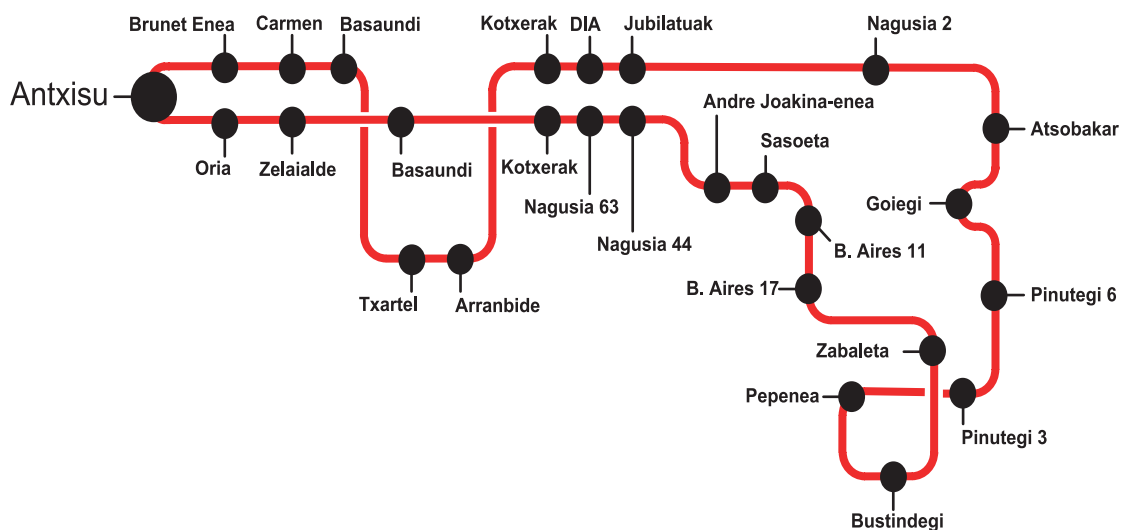 Brunet Enea
Carmen
Basaundi
Kotxerak
DIA
Jubilatuak
Nagusia 2
Antxisu
Andre Joakina-enea
Atsobakar
Sasoeta
Oria
Zelaialde
Basaundi
Kotxerak
Nagusia 63
Goiegi
Nagusia 44
B. Aires 11
B. Aires 17
Txartel
Arranbide
Pinutegi 6
Zabaleta
Pepenea
Pinutegi 3
Bustindegi